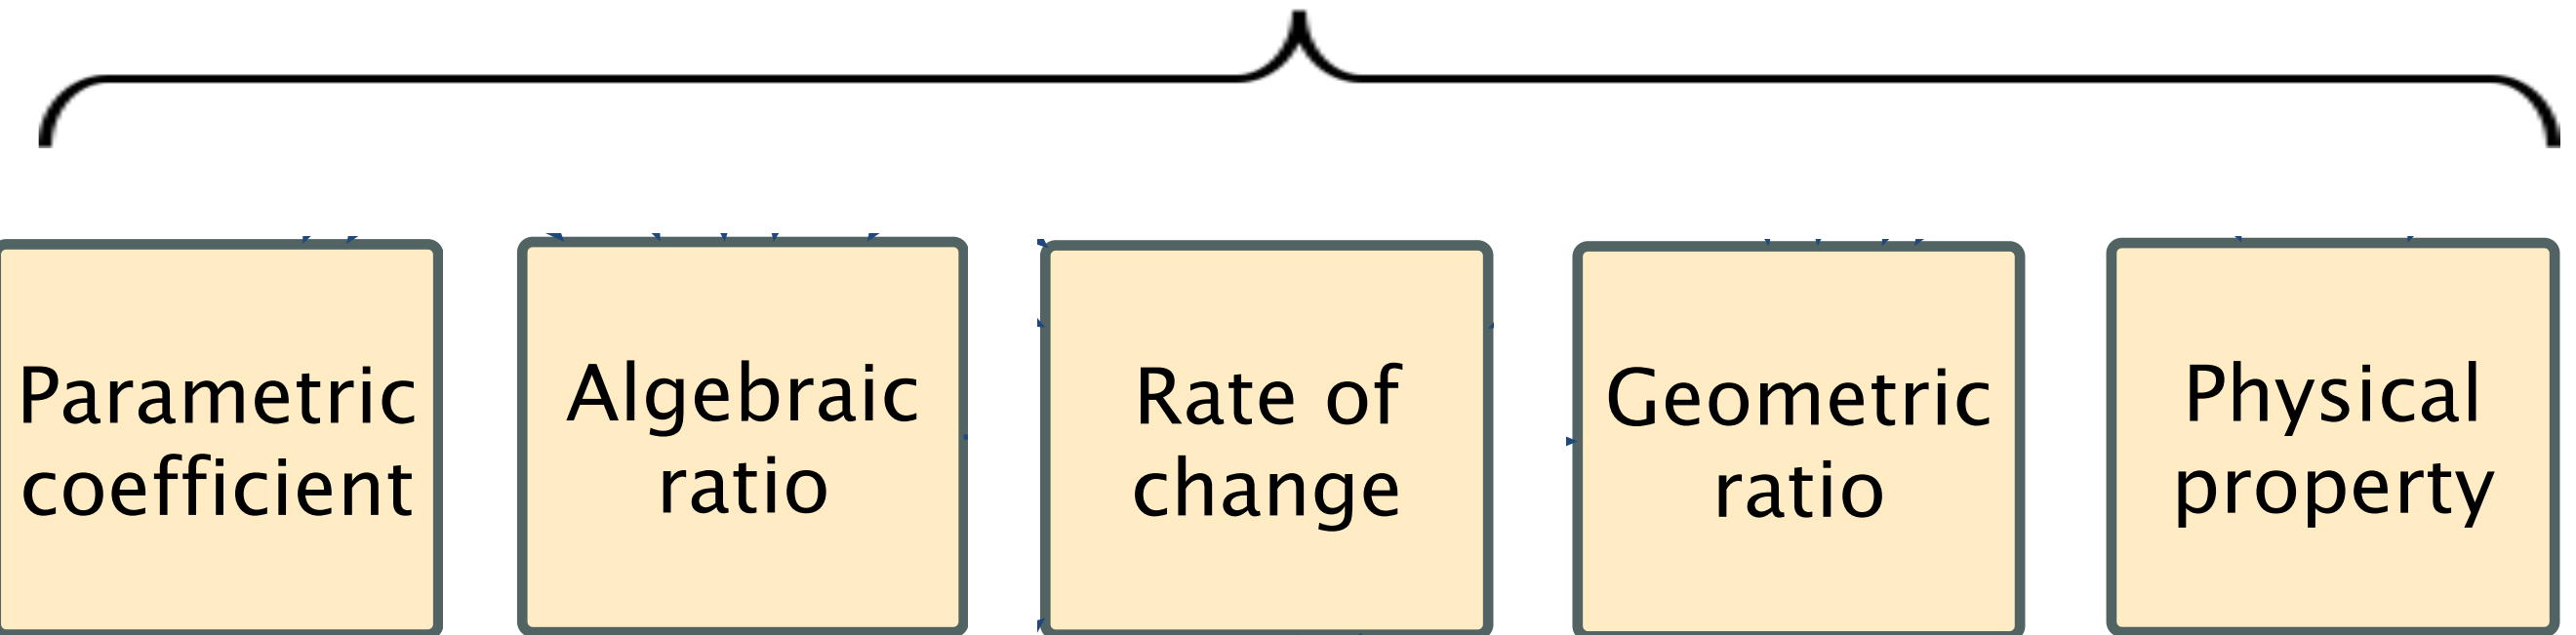 Parametric
coefficient
Algebraic
ratio
Rate of
change
Geometric
ratio
Physical
property